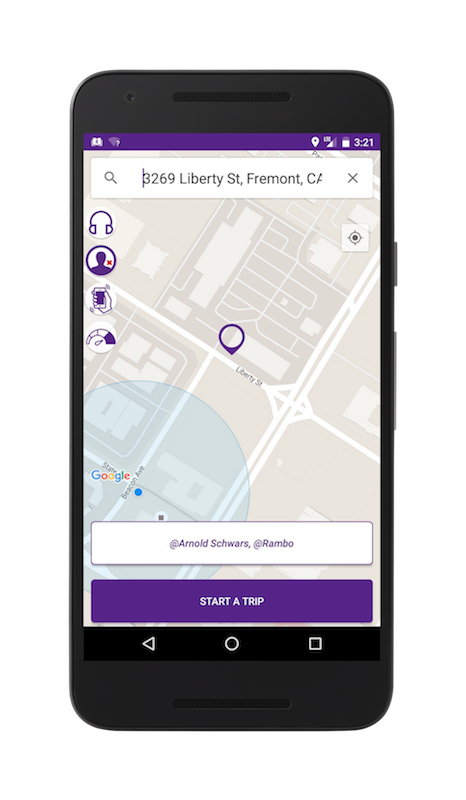 3:21
3269 Liberty St, Fremont, CA
Liberty St
Google
Beacon Ave
@Arnold Schwars, @Rambo
START A TRIP